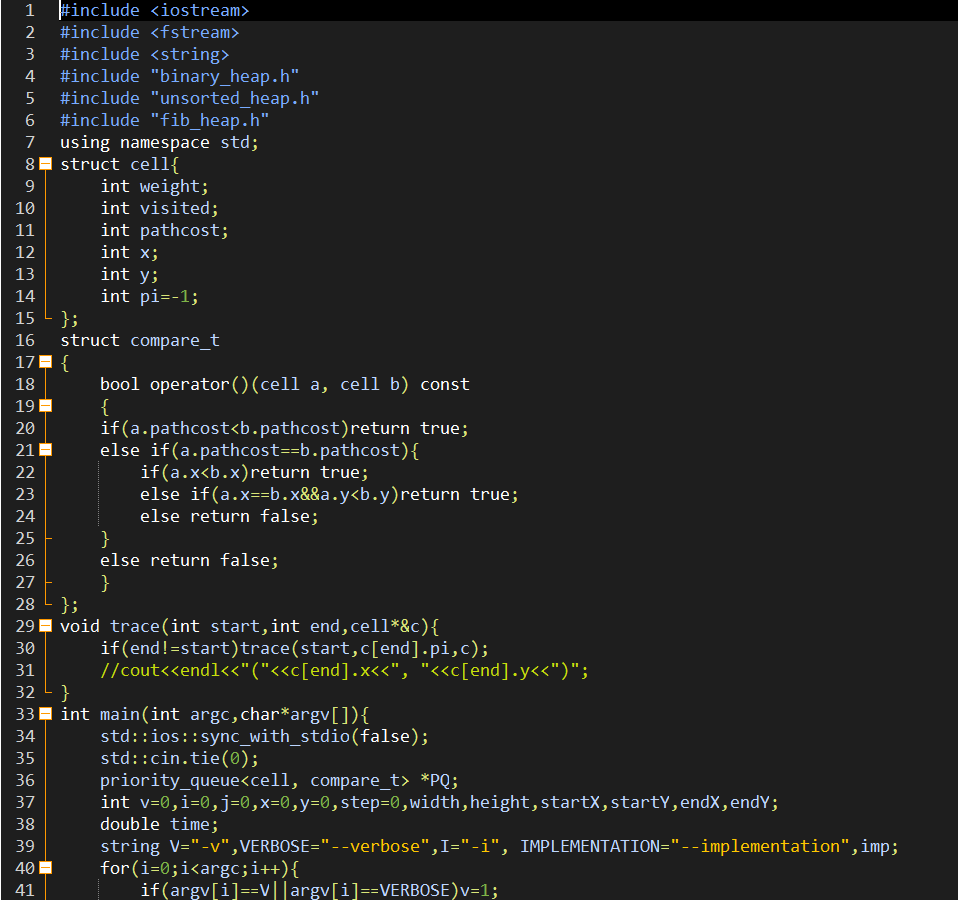 1 #include <iostream>
2 #include <fstream>
3 #include <string>
4 #include "binary_heap.h"
5 #include "unsorted_heap.h"
6 #include "fib_heap.h"
7 using namespace std;
8 struct cell{
9     int weight;
10     int visited;
11     int pathcost;
12     int x;
13     int y;
14     int pi=-1;
15 };
16 struct compare_t
17 {
18     bool operator()(cell a, cell b) const
19     {
20     if(a.pathcost<b.pathcost)return true;
21     else if(a.pathcost==b.pathcost){
22         if(a.x<b.x)return true;
23         else if(a.x==b.x&&a.y<b.y)return true;
24         else return false;
25     }
26     else return false;
27     }
28 };
29 void trace(int start,int end,cell*&c){
30     if(end!=start)trace(start,c[end].pi,c);
31     //cout<<endl<<"("<<c[end].x<<", "<<c[end].y<<")";
32 }
33 int main(int argc,char*argv[]){
34     std::ios::sync_with_stdio(false);
35     std::cin.tie(0);
36     priority_queue<cell, compare_t> *PQ;
37     int v=0,i=0,j=0,x=0,y=0,step=0,width,height,startX,startY,endX,endY;
38     double time;
39     string V="-v",VERBOSE="--verbose",I="-i", IMPLEMENTATION="--implementation",imp;
40     for(i=0;i<argc;i++){
41         if(argv[i]==V||argv[i]==VERBOSE)v=1;